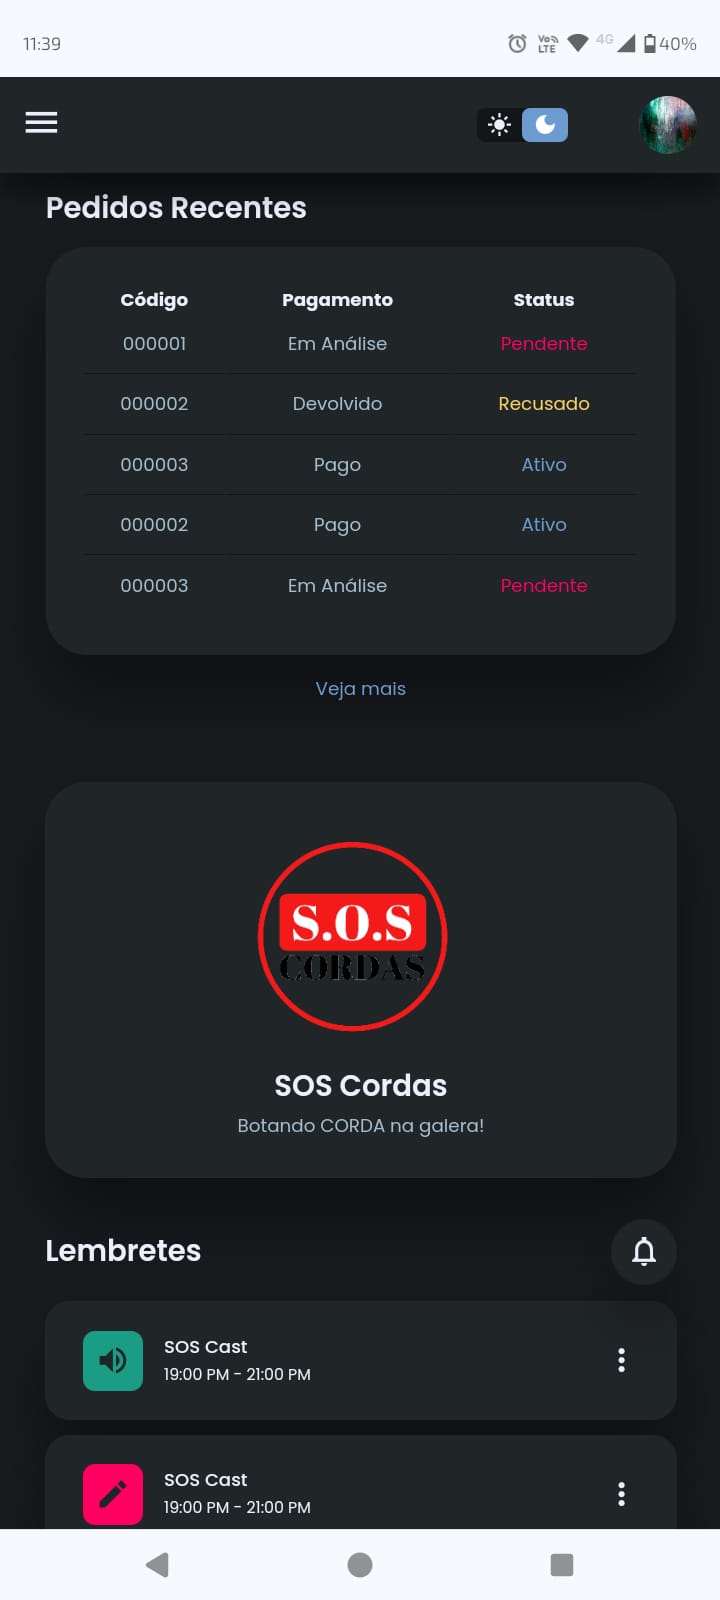 11:39
Vo LTE 4G 40%
Pedidos Recentes
Código Pagamento Status
000001 Em Análise Pendente
000002 Devolvido Recusado
000003 Pago Ativo
000002 Pago Ativo
000003 Em Análise Pendente
Veja mais
S.O.S
CORDAS
SOS Cordas
Botando CORDA na galera!
Lembretes
SOS Cast
19:00 PM - 21:00 PM
SOS Cast
19:00 PM - 21:00 PM